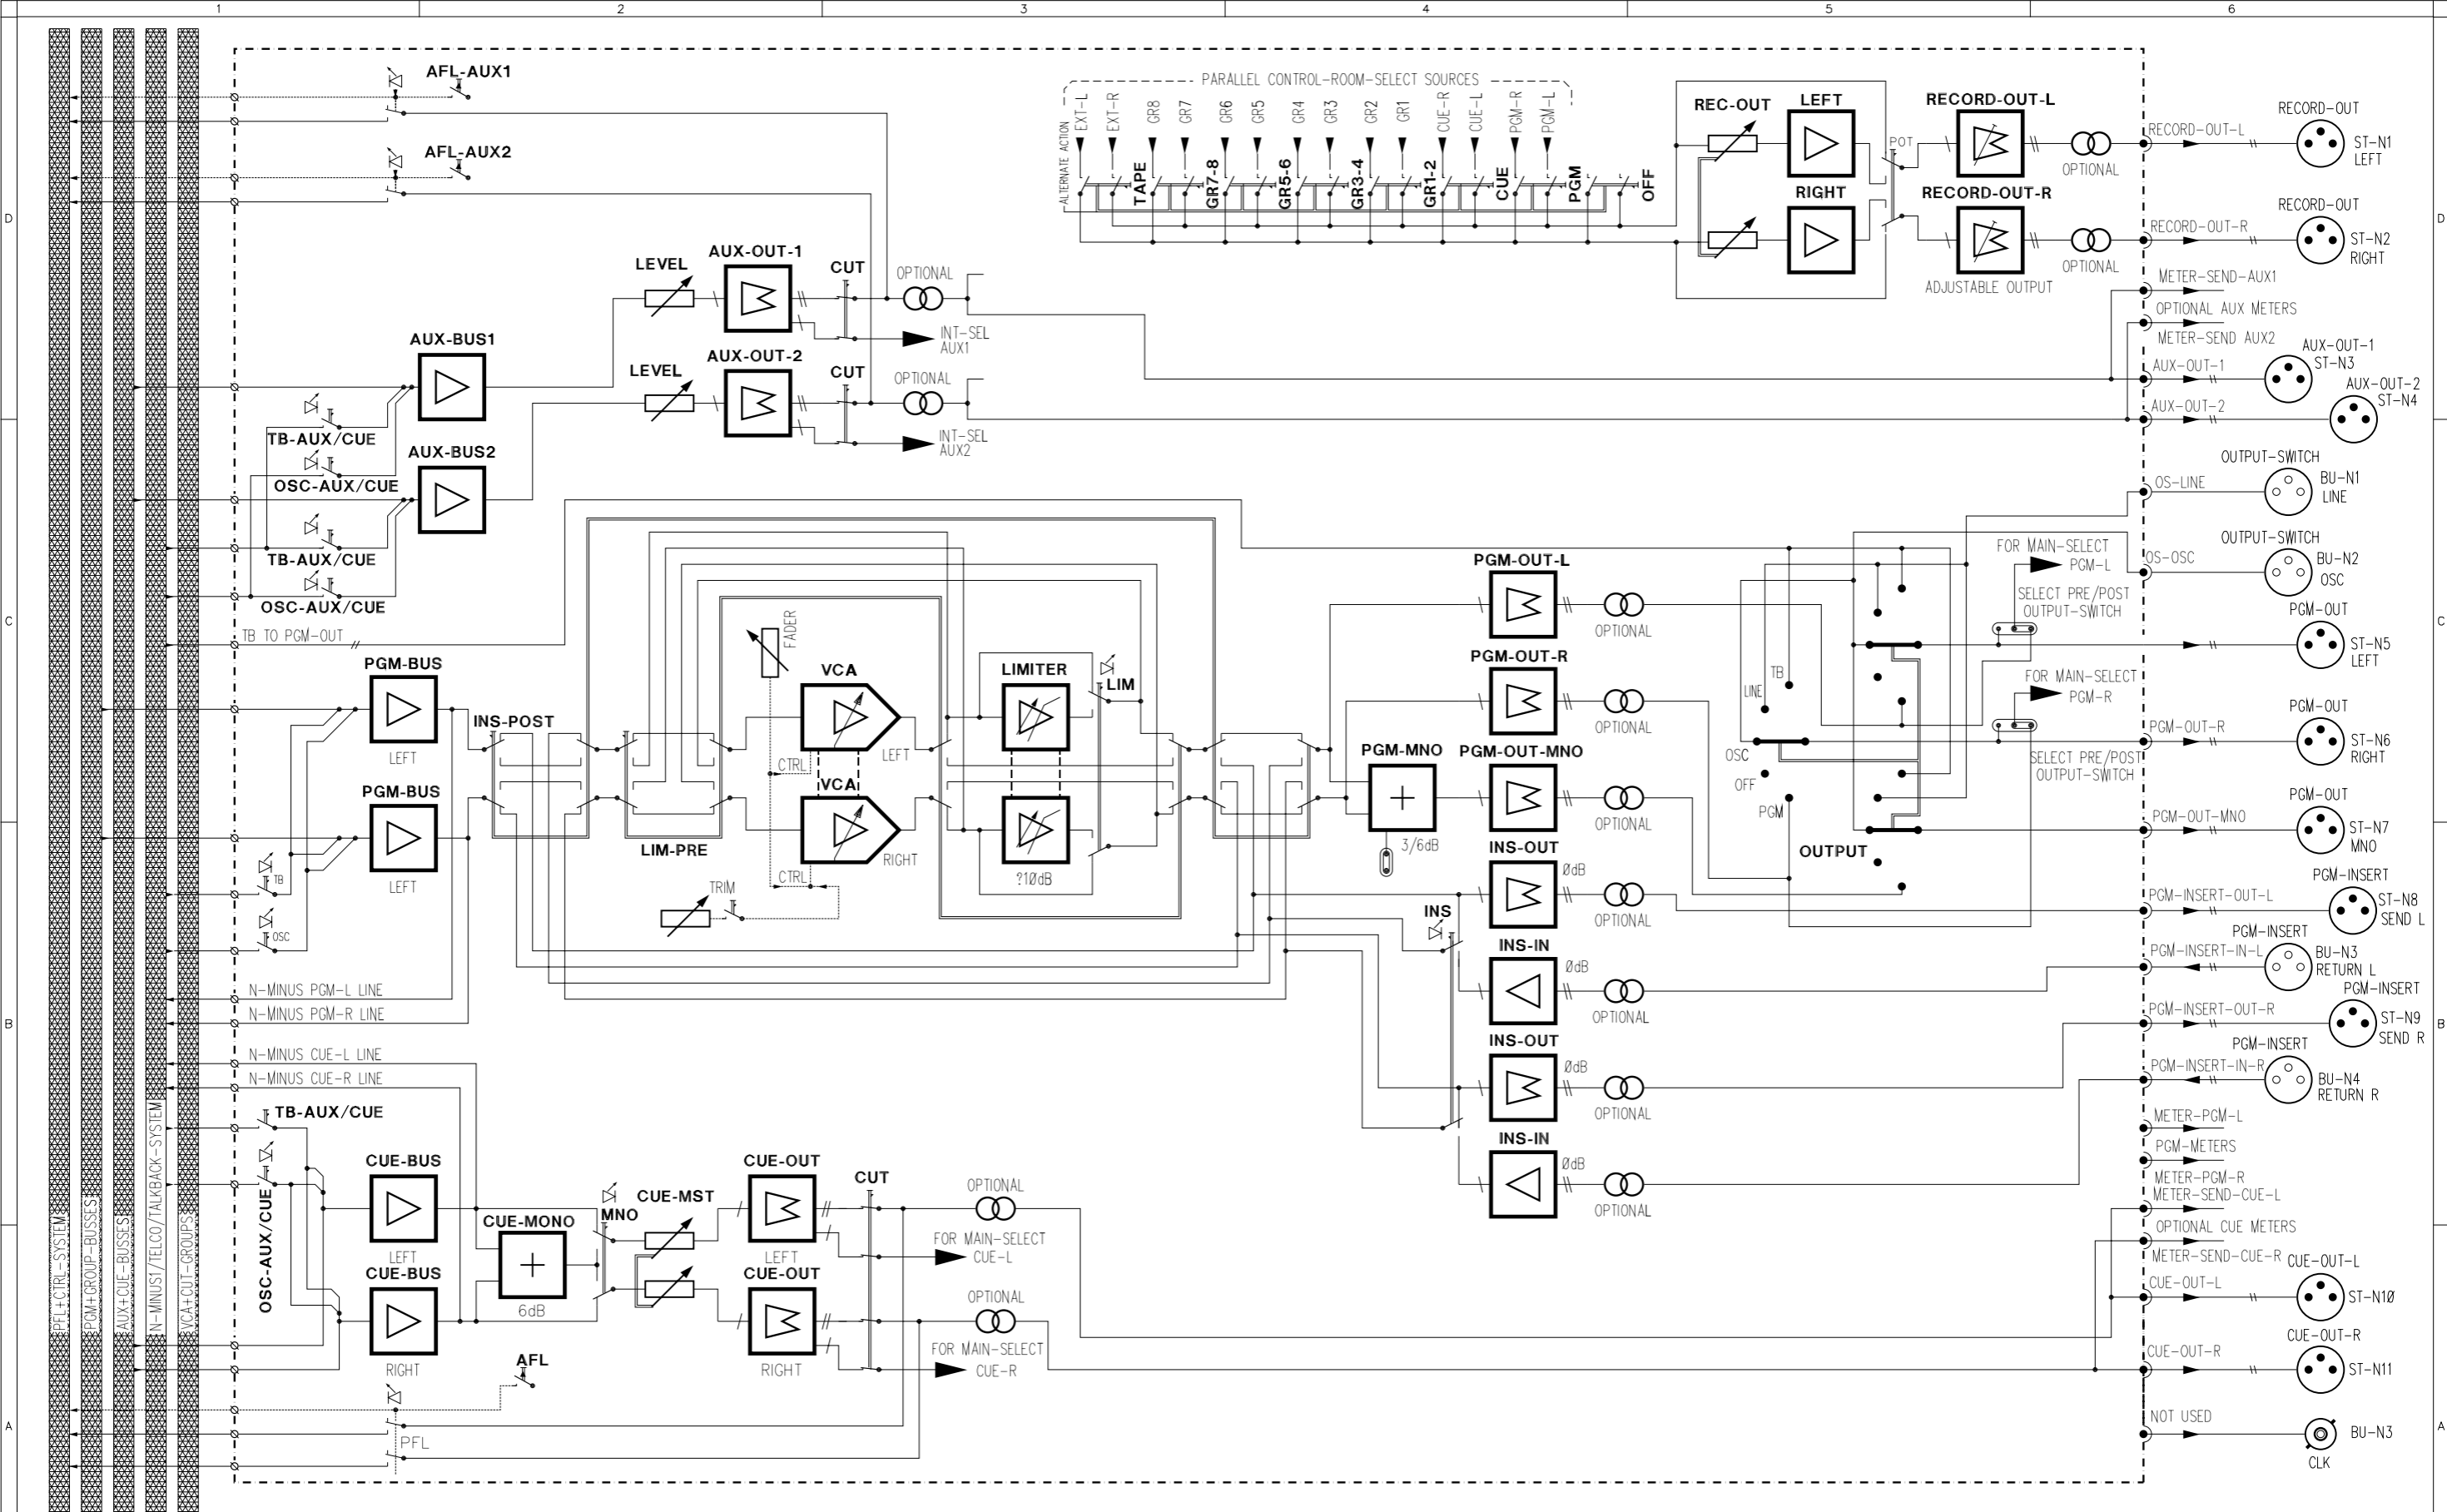 1 2 3 4 5 6
D
C
B
A
D
C
B
A
PFL+CTRL-SYSTEM
PGM+GROUP-BUSSES
AUX+CUE-BUSSES
N-MINUS1/TELCO/TALKBACK-SYSTEM
VCA+CUT-GROUPS
AFL-AUX1
AFL-AUX2
LEVEL
AUX-OUT-1
CUT
OPTIONAL
INT-SEL
AUX1
AUX-BUS1
LEVEL
AUX-OUT-2
CUT
OPTIONAL
INT-SEL
AUX2
TB-AUX/CUE
OSC-AUX/CUE
AUX-BUS2
TB-AUX/CUE
OSC-AUX/CUE
TB TO PGM-OUT
PARALLEL CONTROL-ROOM-SELECT SOURCES
ALTERNATE ACTION
EXT-L
EXT-R
GR8
GR7
GR6
GR5
GR4
GR3
GR2
GR1
CUE-R
CUE-L
PGM-R
PGM-L
TAPE
GR7-8
GR5-6
GR3-4
GR1-2
CUE
PGM
OFF
REC-OUT
LEFT
RIGHT
POT
RECORD-OUT-L
OPTIONAL
RECORD-OUT-R
OPTIONAL
ADJUSTABLE OUTPUT
PGM-BUS
LEFT
PGM-BUS
LEFT
TB
OSC
INS-POST
LIM-PRE
FADER
VCA
LEFT
CTRL
VCA
RIGHT
CTRL
TRIM
LIMITER
LIM
?10dB
PGM-OUT-L
OPTIONAL
PGM-OUT-R
OPTIONAL
PGM-MNO
3/6dB
PGM-OUT-MNO
OPTIONAL
INS-OUT
ØdB
OPTIONAL
INS
INS-IN
ØdB
OPTIONAL
INS-OUT
ØdB
OPTIONAL
INS-IN
ØdB
OPTIONAL
TB
LINE
OSC
OFF
PGM
OUTPUT
FOR MAIN-SELECT
PGM-L
SELECT PRE/POST
OUTPUT-SWITCH
FOR MAIN-SELECT
PGM-R
SELECT PRE/POST
OUTPUT-SWITCH
N-MINUS PGM-L LINE
N-MINUS PGM-R LINE
N-MINUS CUE-L LINE
N-MINUS CUE-R LINE
TB-AUX/CUE
OSC-AUX/CUE
CUE-BUS
LEFT
CUE-BUS
RIGHT
CUE-MONO
6dB
MNO
CUE-MST
CUE-OUT
LEFT
CUE-OUT
RIGHT
CUT
OPTIONAL
FOR MAIN-SELECT
CUE-L
OPTIONAL
FOR MAIN-SELECT
CUE-R
AFL
PFL
RECORD-OUT-L
RECORD-OUT
ST-N1
LEFT
RECORD-OUT-R
RECORD-OUT
ST-N2
RIGHT
METER-SEND-AUX1
OPTIONAL AUX METERS
METER-SEND AUX2
AUX-OUT-1
AUX-OUT-1
ST-N3
AUX-OUT-2
AUX-OUT-2
ST-N4
OS-LINE
OUTPUT-SWITCH
BU-N1
LINE
OS-OSC
OUTPUT-SWITCH
BU-N2
OSC
PGM-OUT
ST-N5
LEFT
PGM-OUT-R
PGM-OUT
ST-N6
RIGHT
PGM-OUT-MNO
PGM-OUT
ST-N7
MNO
PGM-INSERT-OUT-L
PGM-INSERT
ST-N8
SEND L
PGM-INSERT-IN-L
PGM-INSERT
BU-N3
RETURN L
PGM-INSERT-OUT-R
PGM-INSERT
ST-N9
SEND R
PGM-INSERT-IN-R
PGM-INSERT
BU-N4
RETURN R
METER-PGM-L
PGM-METERS
METER-PGM-R
METER-SEND-CUE-L
OPTIONAL CUE METERS
METER-SEND-CUE-R
CUE-OUT-L
CUE-OUT-L
ST-N1Ø
CUE-OUT-R
CUE-OUT-R
ST-N11
NOT USED
BU-N3
CLK